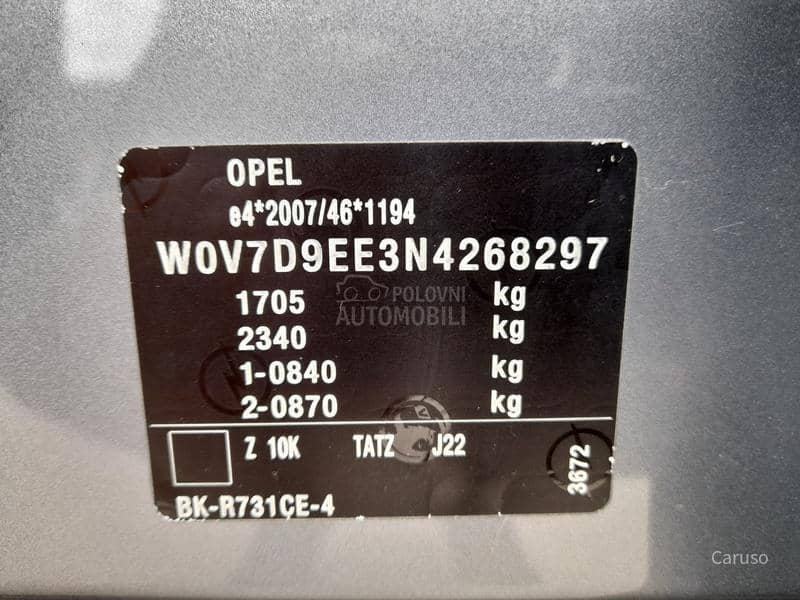 OPEL
e4*2007/46*1194
W0V7D9EE3N4268297
1705 kg
2340 kg
1-0840 kg
2-0870 kg
Z 10K TATZ J22
3672
BK-R731CE-4
POLOVNI
AUTOMOBILI
Caruso